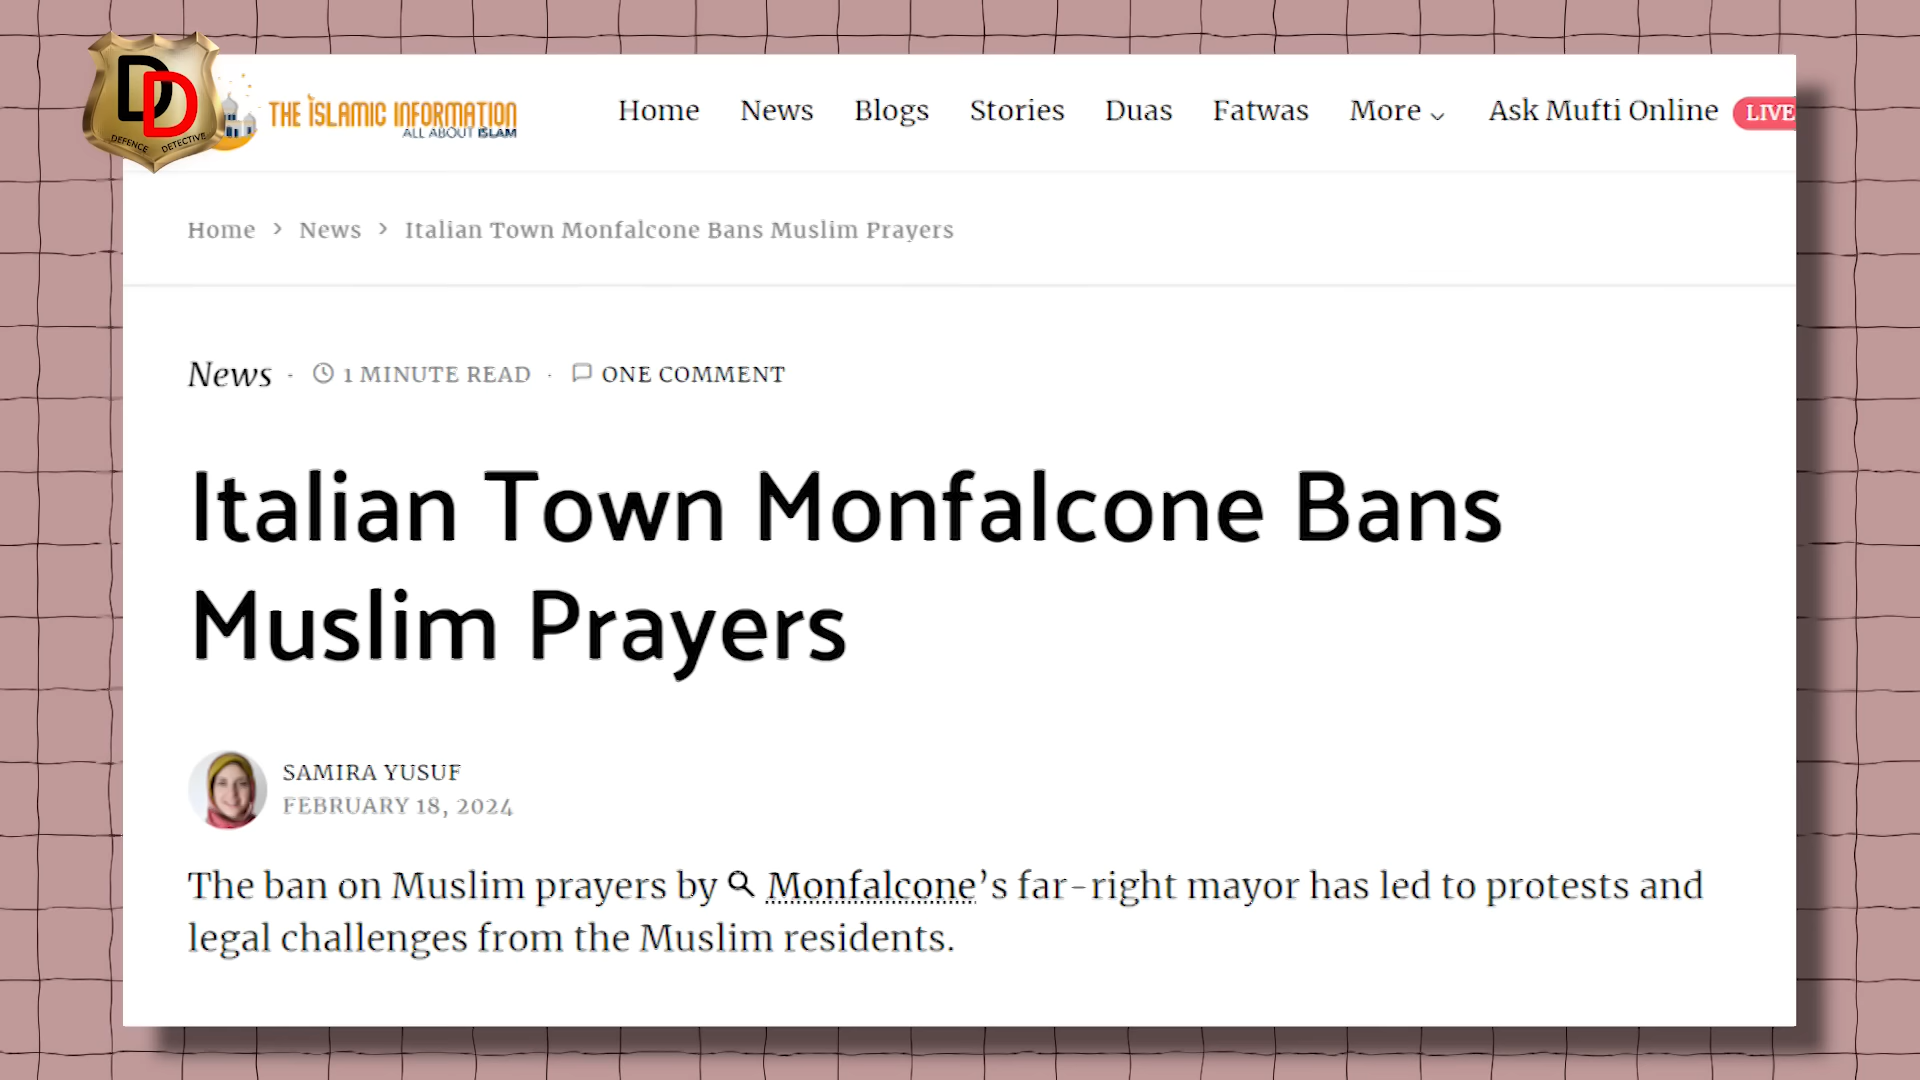 DD
DEFENCE DETECTIVE
THE ISLAMIC INFORMATION
ALL ABOUT ISLAM
Home News Blogs Stories Duas Fatwas More Ask Mufti Online LIVE
Home > News > Italian Town Monfalcone Bans Muslim Prayers
News · 1 MINUTE READ · ONE COMMENT
Italian Town Monfalcone Bans
Muslim Prayers
SAMIRA YUSUF
FEBRUARY 18, 2024
The ban on Muslim prayers by Monfalcone’s far-right mayor has led to protests and
legal challenges from the Muslim residents.